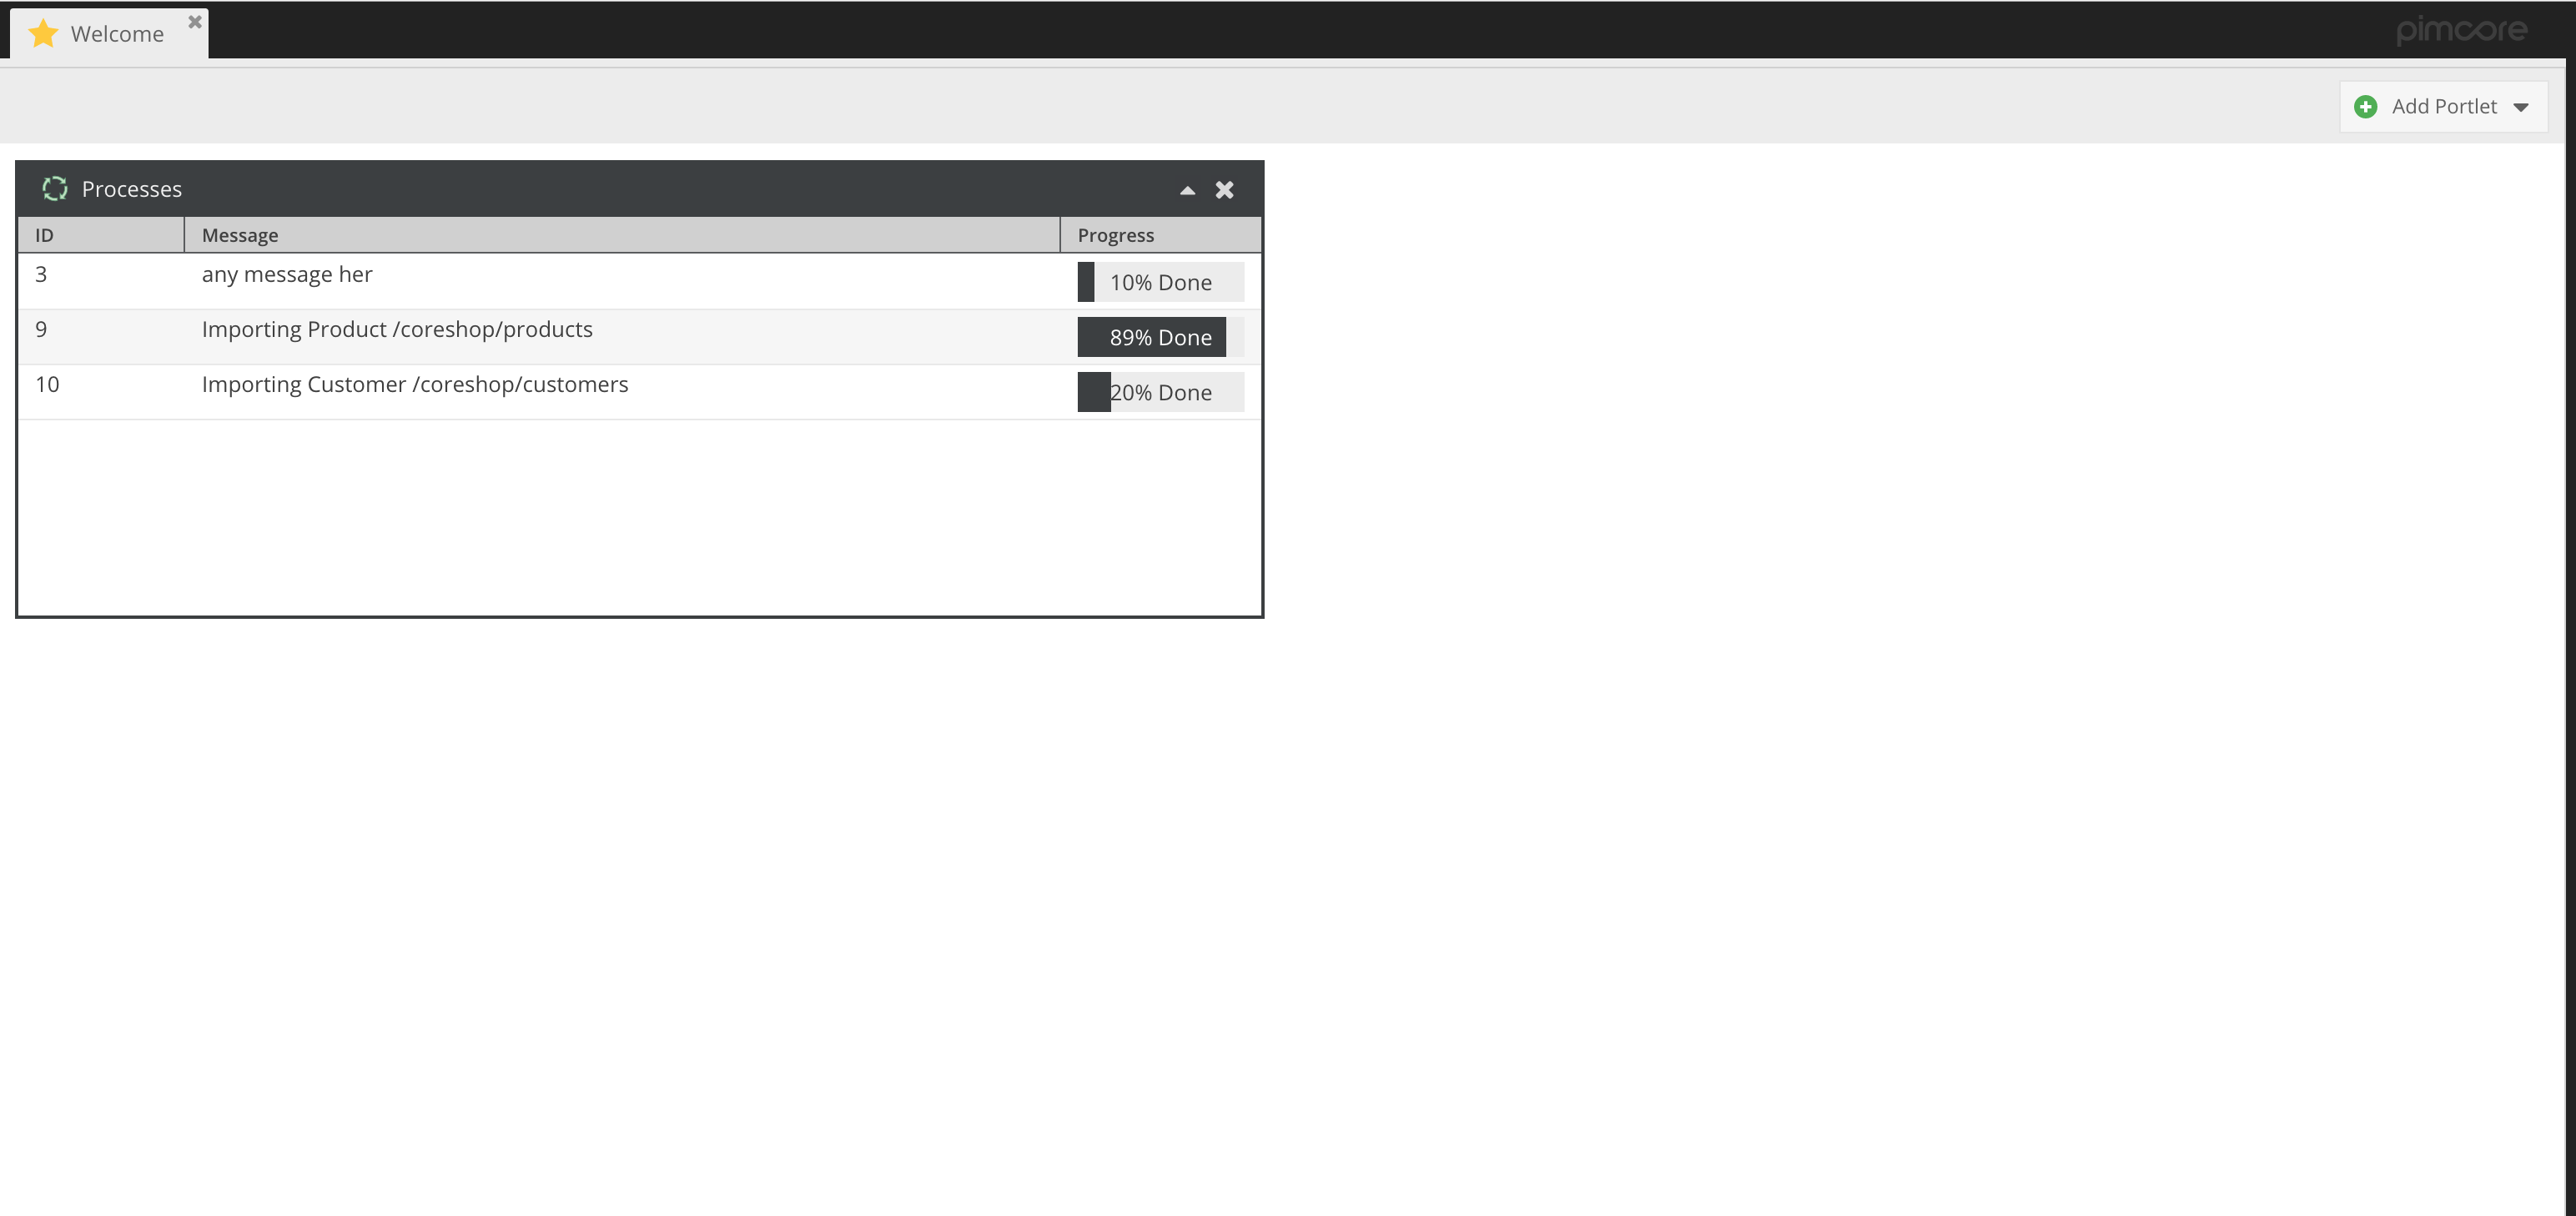 Welcome
pimcore
Add Portlet
Processes
ID Message Progress
3 any message her 10% Done
9 Importing Product /coreshop/products 89% Done
10 Importing Customer /coreshop/customers 20% Done